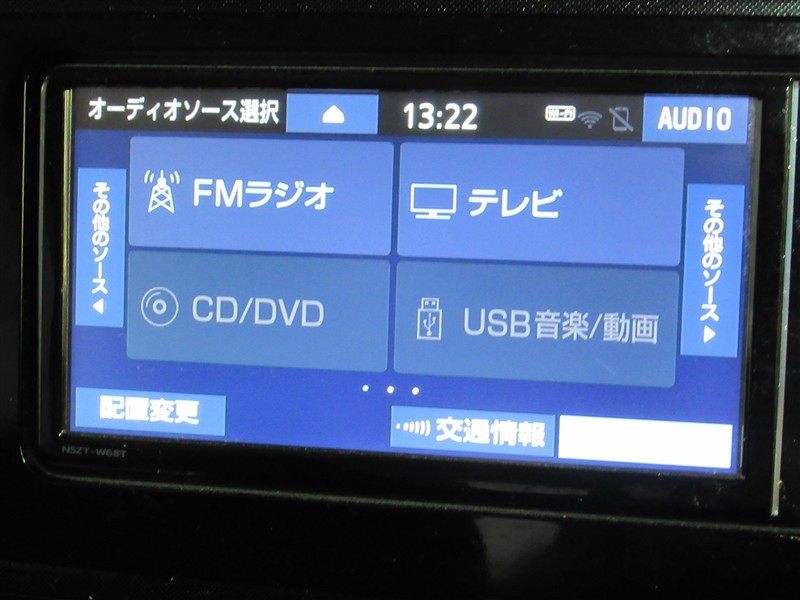 オーディオソース選択
13:22
Wi-Fi
AUDIO
その他のソース
FMラジオ
テレビ
その他のソース
CD/DVD
USB音楽/動画
配置変更
交通情報
NSZT-W68T